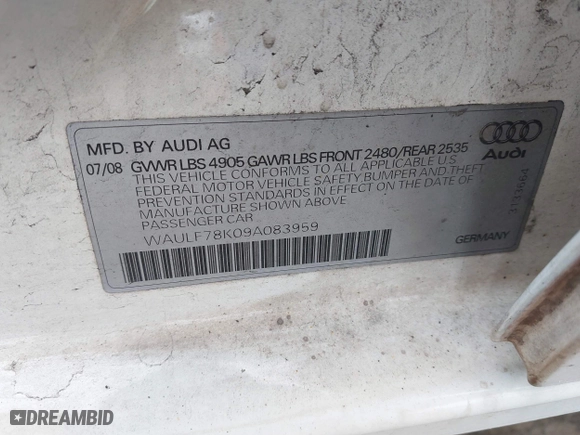 MFD. BY AUDI AG
07/08 GVWR LBS 4905 GAWR LBS FRONT 2480/REAR 2535
THIS VEHICLE CONFORMS TO ALL APPLICABLE U.S.
FEDERAL MOTOR VEHICLE SAFETY BUMPER AND THEFT
PREVENTION STANDARDS IN EFFECT ON THE DATE OF
MANUFACTURE SHOWN ABOVE
PASSENGER CAR
WAULF78K09A083959
Audi
GERMANY
DREAMBID